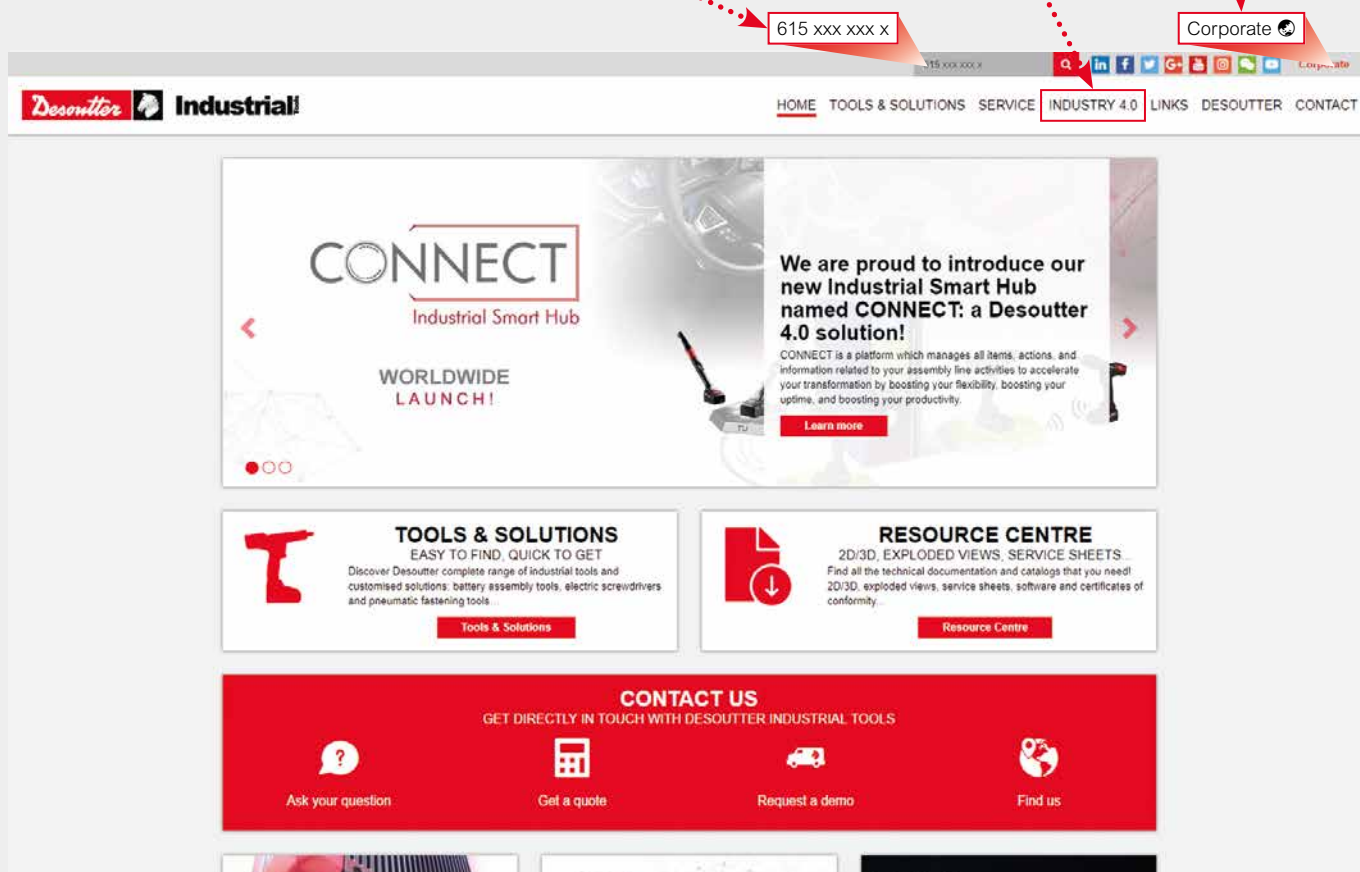 615 xxx xxx x
Corporate
615 xxx xxx x
in f G+ Corporate
Desoutter Industrial
HOME TOOLS & SOLUTIONS SERVICE INDUSTRY 4.0 LINKS DESOUTTER CONTACT
CONNECT
Industrial Smart Hub
WORLDWIDE
LAUNCH!
We are proud to introduce our
new Industrial Smart Hub
named CONNECT: a Desoutter
4.0 solution!
CONNECT is a platform which manages all items, actions, and
information related to your assembly line activities to accelerate
your transformation by boosting your flexibility, boosting your
uptime, and boosting your productivity.
Learn more
TOOLS & SOLUTIONS
EASY TO FIND, QUICK TO GET
Discover Desoutter complete range of industrial tools and
customised solutions: battery assembly tools, electric screwdrivers
and pneumatic fastening tools...
Tools & Solutions
RESOURCE CENTRE
2D/3D, EXPLODED VIEWS, SERVICE SHEETS...
Find all the technical documentation and catalogs that you need!
2D/3D, exploded views, service sheets, software and certificates of
conformity...
Resource Centre
CONTACT US
GET DIRECTLY IN TOUCH WITH DESOUTTER INDUSTRIAL TOOLS
Ask your question
Get a quote
Request a demo
Find us